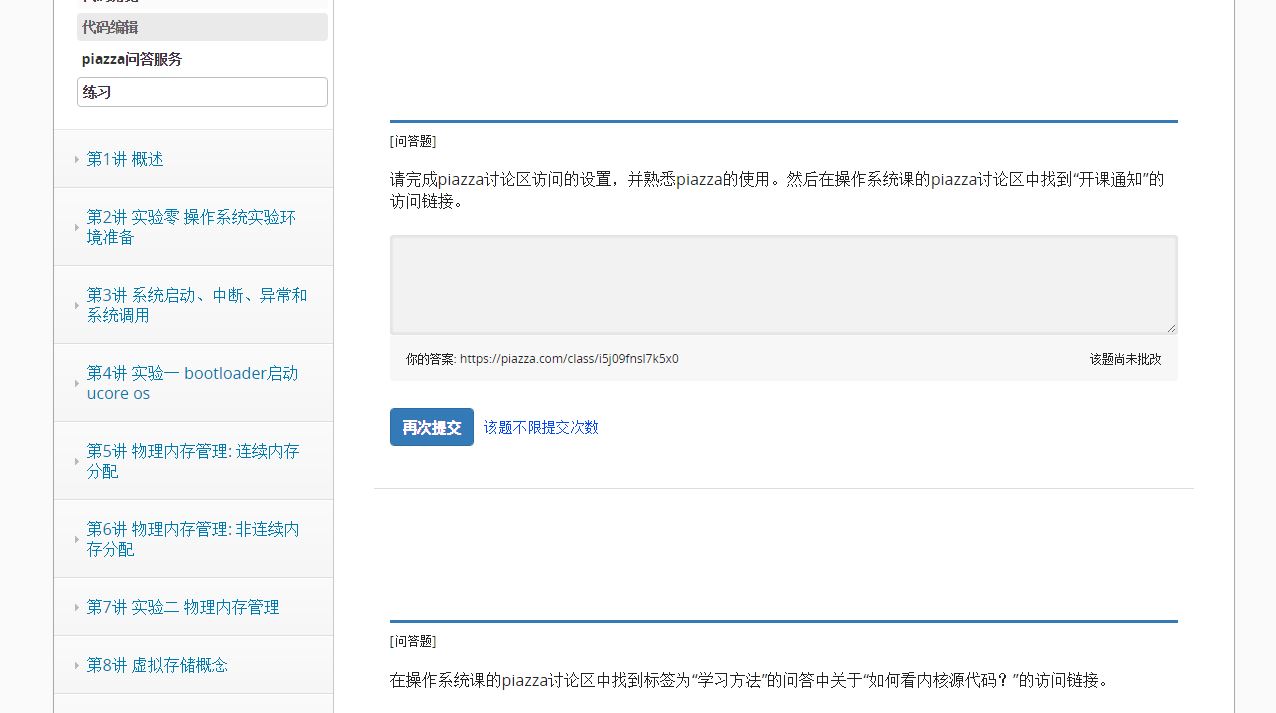 代码编辑
piazza问答服务
练习
第1讲 概述
第2讲 实验零 操作系统实验环
境准备
第3讲 系统启动、中断、异常和
系统调用
第4讲 实验一 bootloader启动
ucore os
第5讲 物理内存管理: 连续内存
分配
第6讲 物理内存管理: 非连续内
存分配
第7讲 实验二 物理内存管理
第8讲 虚拟存储概念
[问答题]
请完成piazza讨论区访问的设置，并熟悉piazza的使用。然后在操作系统课的piazza讨论区中找到“开课通知”的
访问链接。
你的答案: https://piazza.com/class/i5j09fnsl7k5x0
该题尚未批改
再次提交
该题不限提交次数
[问答题]
在操作系统课的piazza讨论区中找到标签为“学习方法”的问答中关于“如何看内核源代码？”的访问链接。